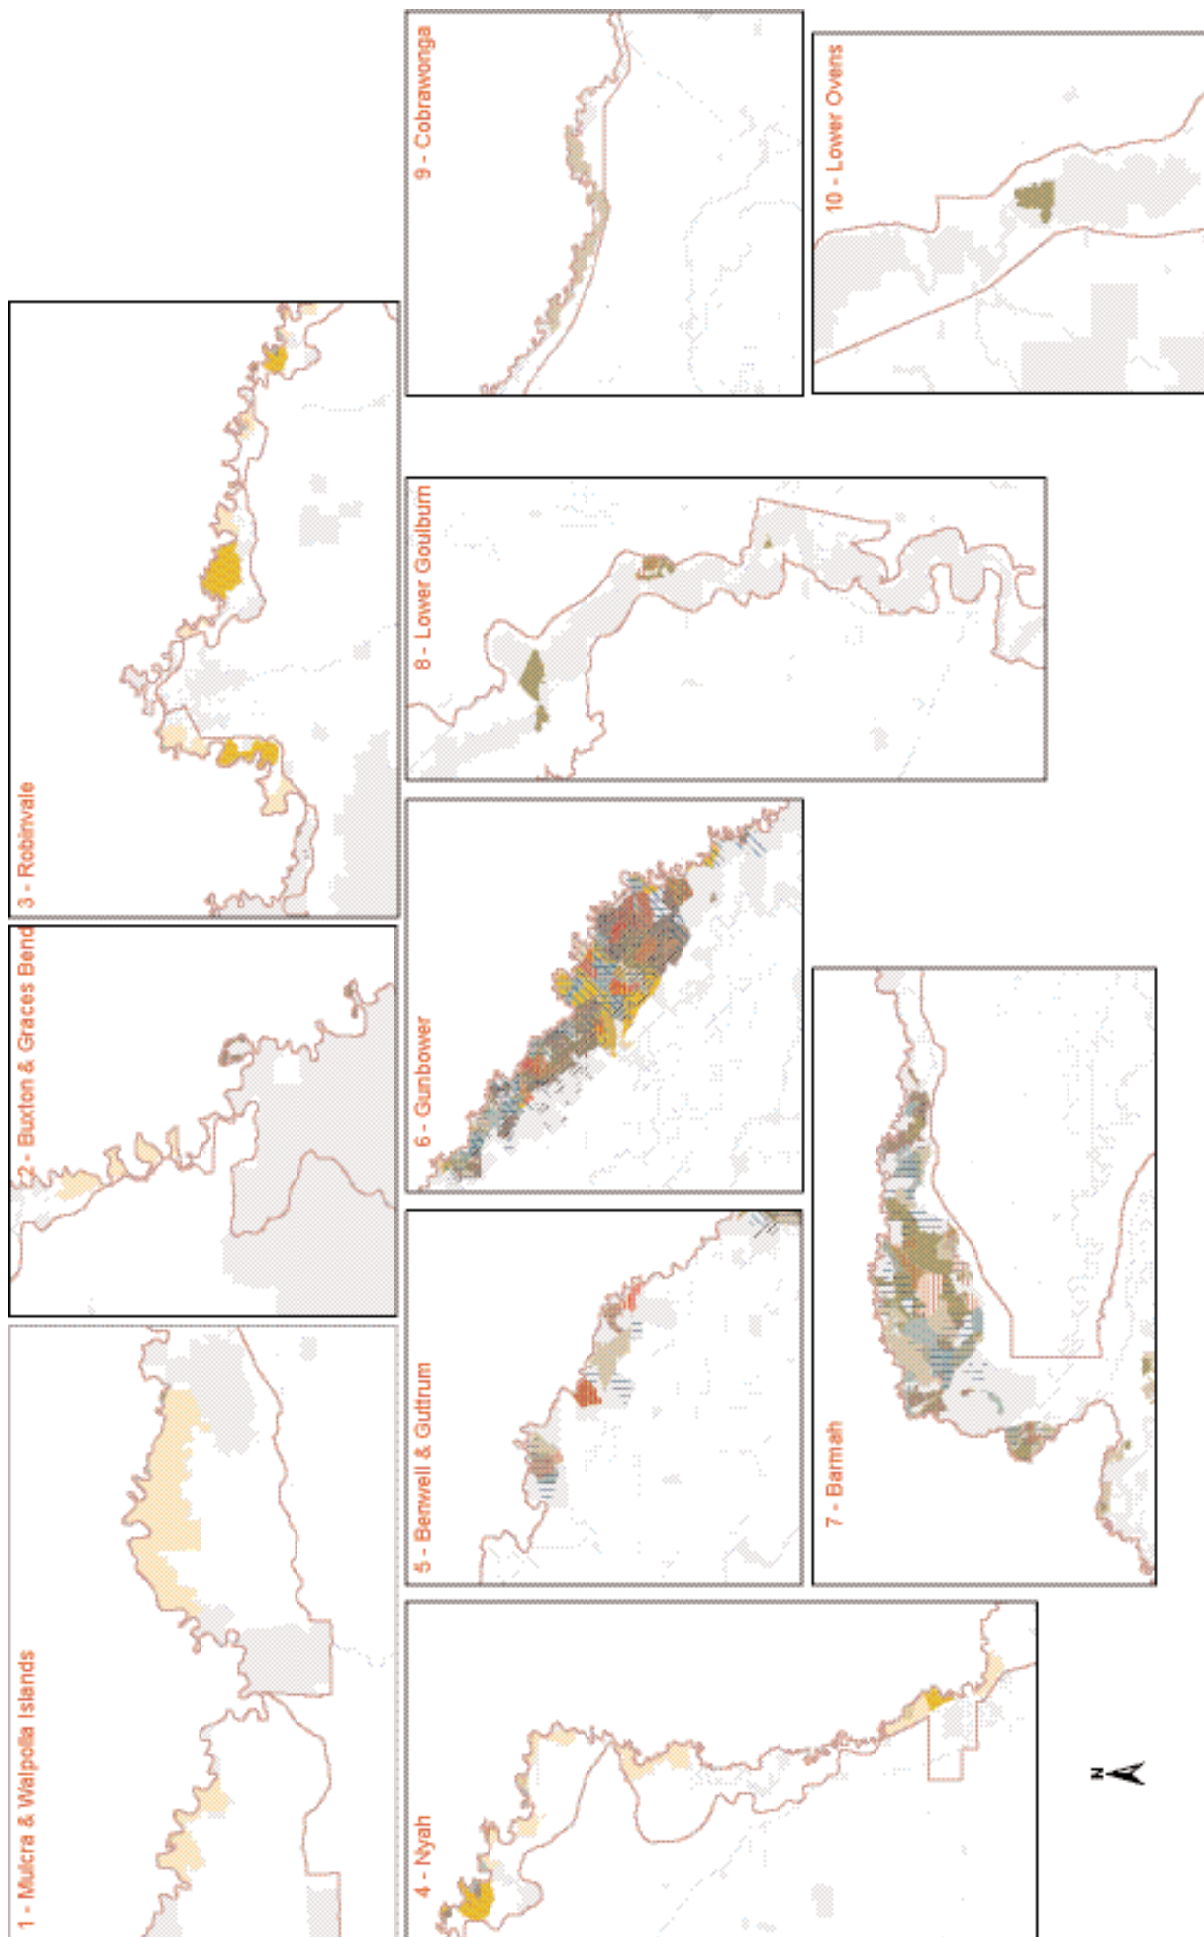 1 - Mulcra & Walpolla Islands
2 - Buxton & Graces Bend
3 - Robinvale
4 - Nyah
5 - Benwell & Guttrum
6 - Gunbower
7 - Barmah
8 - Lower Goulburn
9 - Cobrawonga
10 - Lower Ovens
N